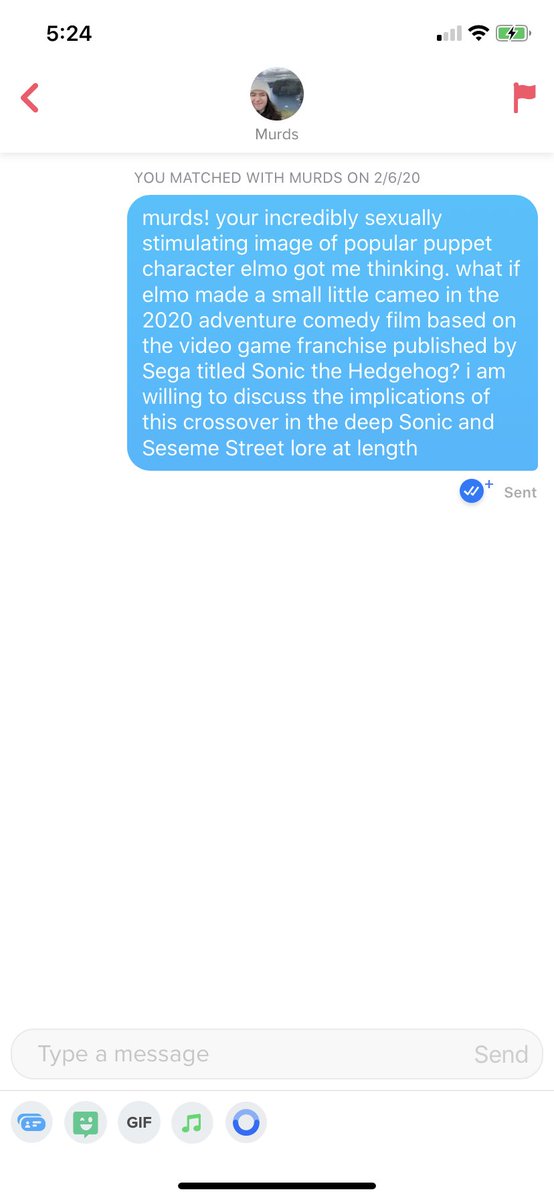 5:24
Murds
YOU MATCHED WITH MURDS ON 2/6/20
murds! your incredibly sexually
stimulating image of popular puppet
character elmo got me thinking. what if
elmo made a small little cameo in the
2020 adventure comedy film based on
the video game franchise published by
Sega titled Sonic the Hedgehog? i am
willing to discuss the implications of
this crossover in the deep Sonic and
Seseme Street lore at length
Sent
Type a message
Send
GIF